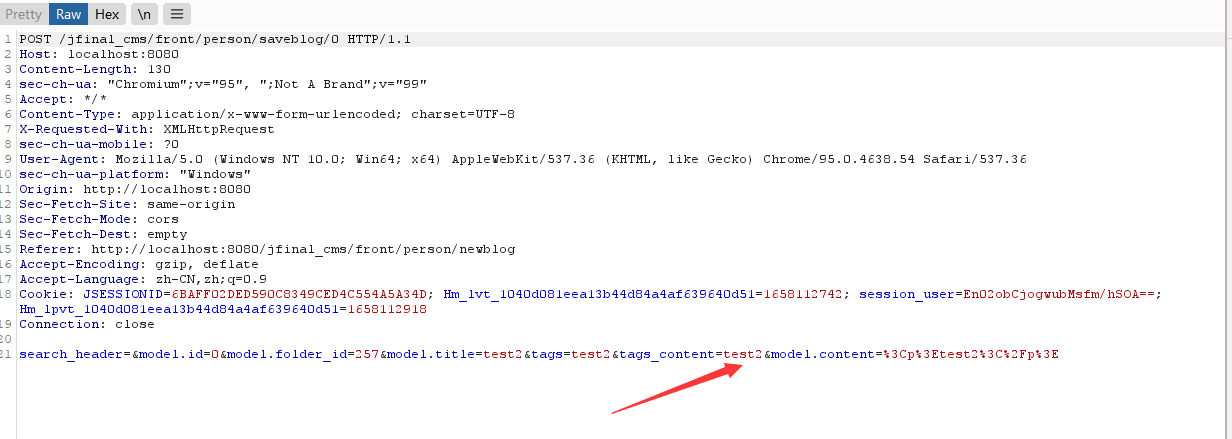 Pretty Raw Hex \n
1 POST /jfinal_cms/front/person/saveblog/0 HTTP/1.1
2 Host: localhost:8080
3 Content-Length: 130
4 sec-ch-ua: "Chromium";v="95", ";Not A Brand";v="99"
5 Accept: */*
6 Content-Type: application/x-www-form-urlencoded; charset=UTF-8
7 X-Requested-With: XMLHttpRequest
8 sec-ch-ua-mobile: ?0
9 User-Agent: Mozilla/5.0 (Windows NT 10.0; Win64; x64) AppleWebKit/537.36 (KHTML, like Gecko) Chrome/95.0.4638.54 Safari/537.36
10 sec-ch-ua-platform: "Windows"
11 Origin: http://localhost:8080
12 Sec-Fetch-Site: same-origin
13 Sec-Fetch-Mode: cors
14 Sec-Fetch-Dest: empty
15 Referer: http://localhost:8080/jfinal_cms/front/person/newblog
16 Accept-Encoding: gzip, deflate
17 Accept-Language: zh-CN,zh;q=0.9
18 Cookie: JSESSIONID=6BAFF02DED590C8349CED4C554A5A34D; Hm_lvt_1040d081eea13b44d84a4af639640d51=1658112742; session_user=En02obCjogwubMsfm/hSOA==;
Hm_lpvt_1040d081eea13b44d84a4af639640d51=1658112918
19 Connection: close
20
21 search_header=&model.id=0&model.folder_id=257&model.title=test2&tags=test2&tags_content=test2&model.content=%3Cp%3Etest2%3C%2Fp%3E